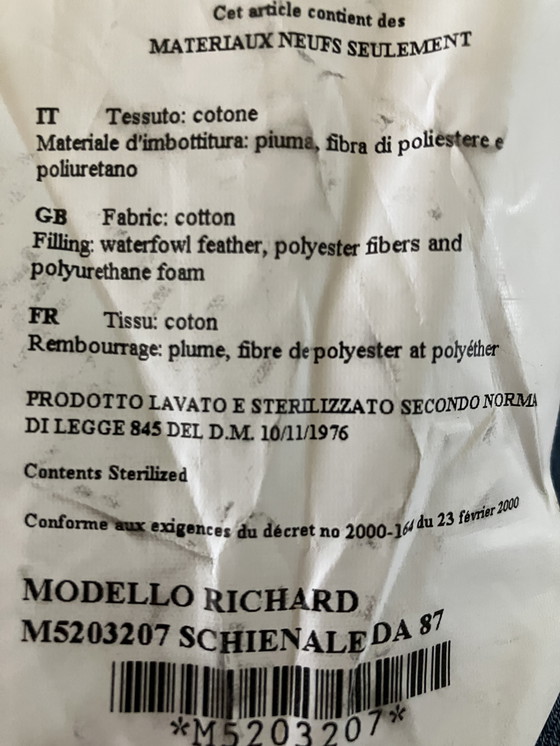 Cet article contient des
MATERIAUX NEUFS SEULEMENT
IT Tessuto: cotone
Materiale d'imbottitura: piuma, fibra di poliestere e
poliuretano
GB Fabric: cotton
Filling: waterfowl feather, polyester fibers and
polyurethane foam
FR Tissu: coton
Rembourrage: plume, fibre de polyester at polyéther
PRODOTTO LAVATO E STERILIZZATO SECONDO NORMA
DI LEGGE 845 DEL D.M. 10/11/1976
Contents Sterilized
Conforme aux exigences du décret no 2000-164 du 23 février 2000
MODELLO RICHARD
M5203207 SCHIENALE DA 87
*M5203207*